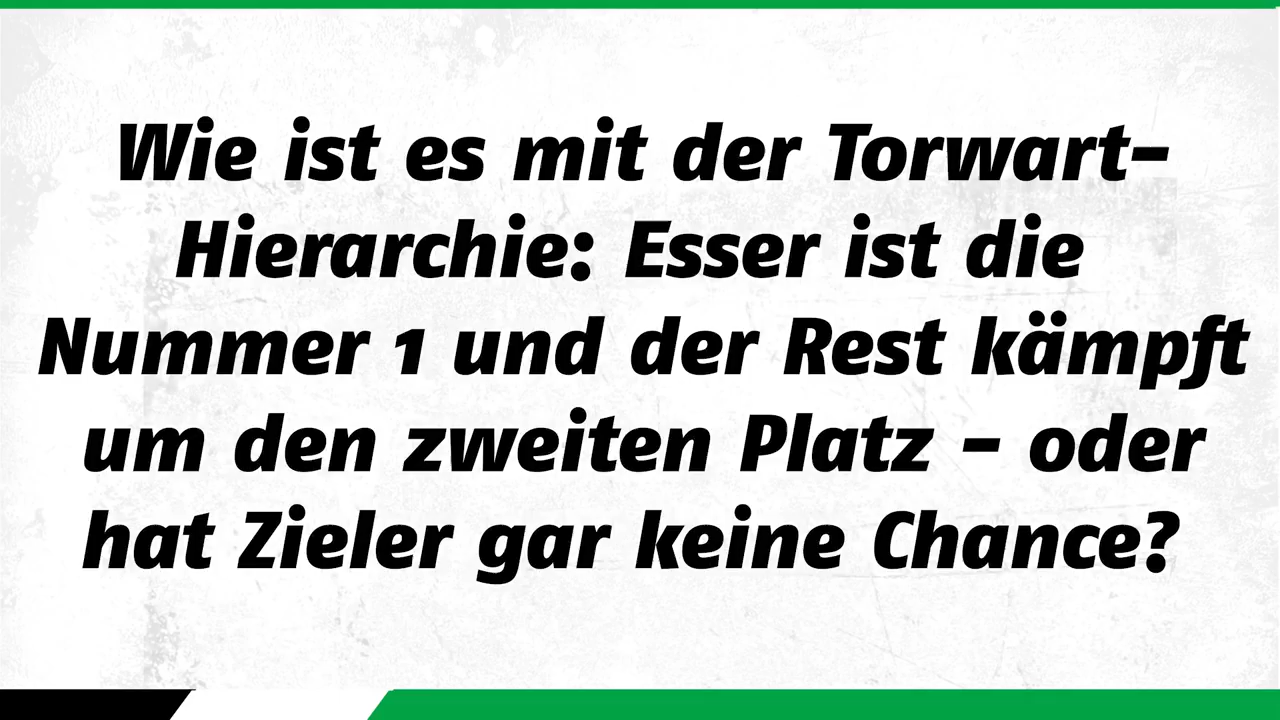 Wie ist es mit der Torwart-
Hierarchie: Esser ist die
Nummer 1 und der Rest kämpft
um den zweiten Platz - oder
hat Zieler gar keine Chance?